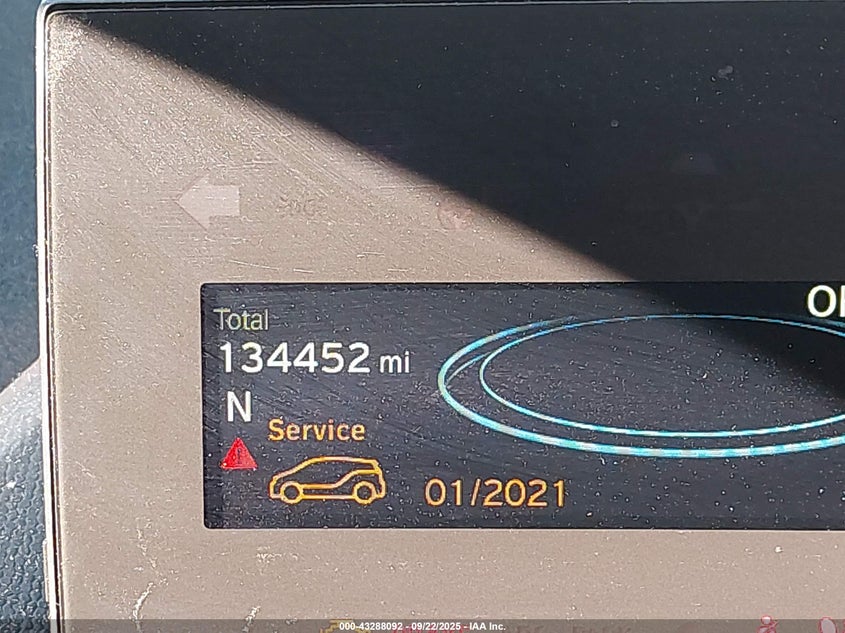 Total
134452 mi
N
Service
01/2021
000-43288092 - 09/22/2025 - IAA Inc.